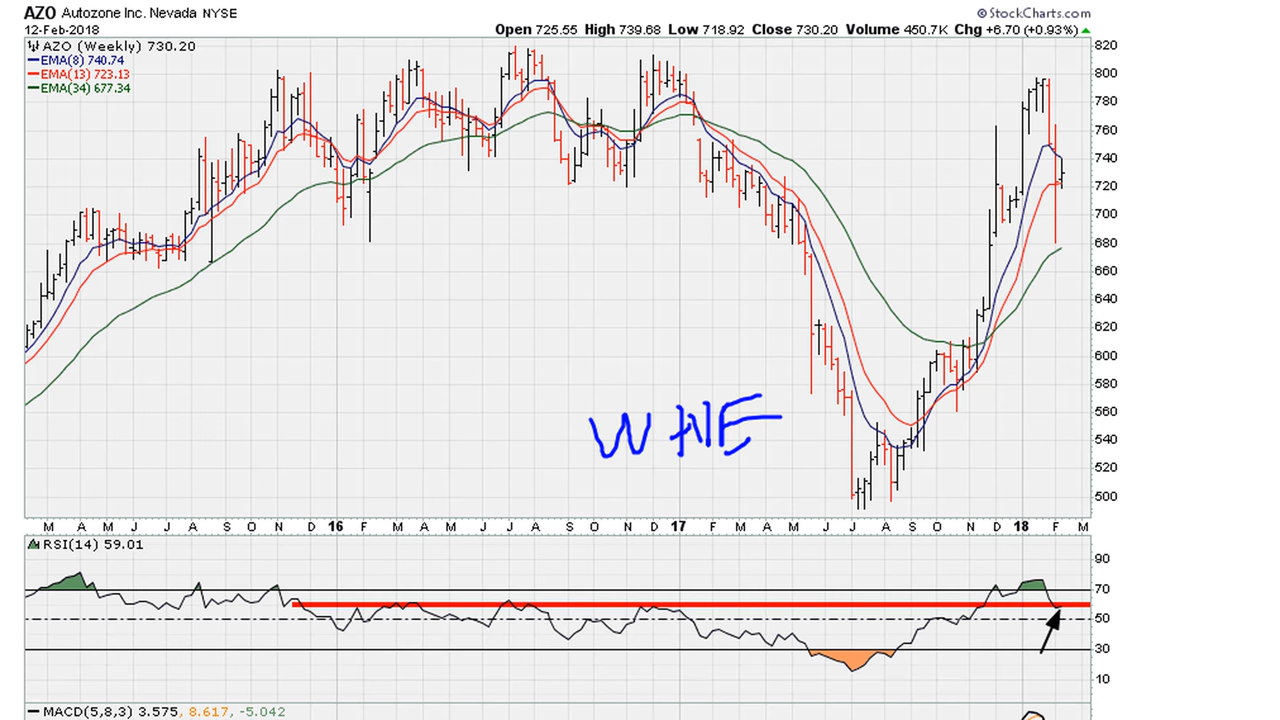 AZO Autozone Inc. Nevada NYSE © StockCharts.com
12-Feb-2018 Open 725.55 High 739.68 Low 718.92 Close 730.20 Volume 450.7K Chg +6.70 (+0.93%)
AZO (Weekly) 730.20
EMA(8) 740.74
EMA(13) 723.13
EMA(34) 677.34
820
800
780
760
740
720
700
680
660
640
620
600
580
560
540
520
500
M A M J J A S O N D 16 F M A M J J A S O N D 17 F M A M J J A S O N D 18 F M
RSI(14) 59.01
90
70
50
30
10
MACD(5,8,3) 3.575, 8.617, -5.042